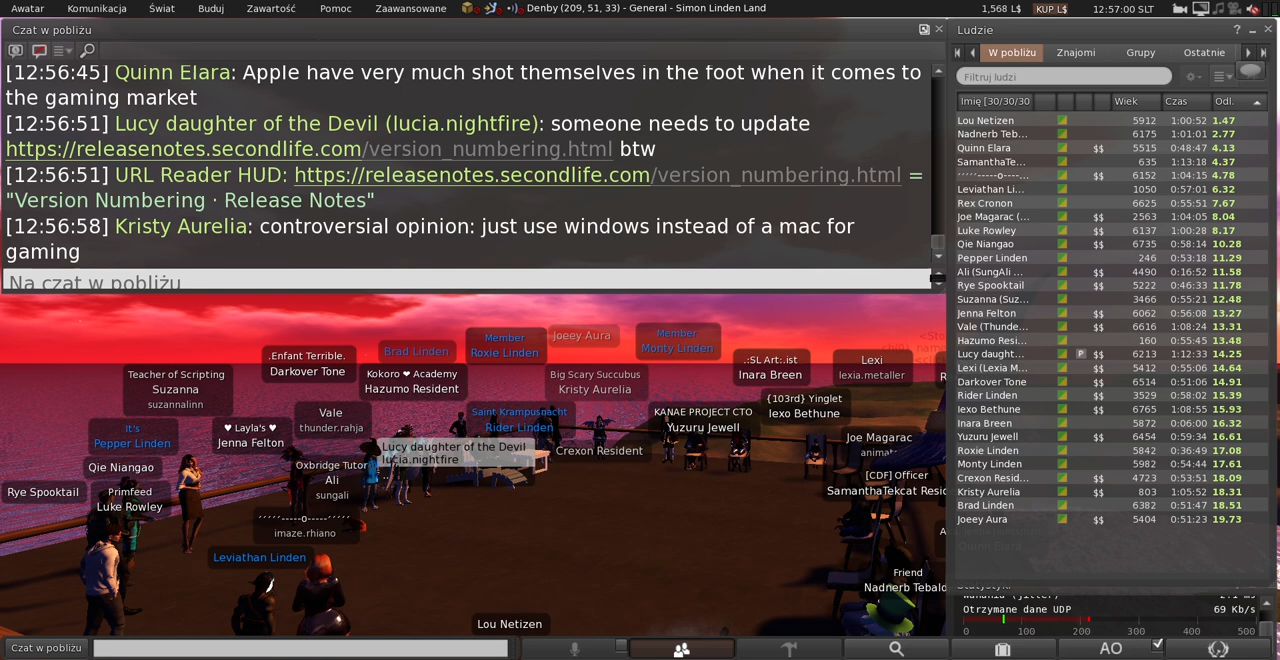 Awatar Komunikacja Świat Buduj Zawartość Pomoc Zaawansowane Denby (209, 51, 33) - General - Simon Linden Land 1,568 L$ KUP L$ 12:57:00 SLT
Czat w pobliżu
[12:56:45] Quinn Elara: Apple have very much shot themselves in the foot when it comes to
the gaming market
[12:56:51] Lucy daughter of the Devil (lucia.nightfire): someone needs to update
https://releasenotes.secondlife.com/version_numbering.html btw
[12:56:51] URL Reader HUD: https://releasenotes.secondlife.com/version_numbering.html =
"Version Numbering · Release Notes"
[12:56:58] Kristy Aurelia: controversial opinion: just use windows instead of a mac for
gaming
Na czat w pobliżu
Member
Roxie Linden
Joeey Aura
Member
Monty Linden
.Enfant Terrible.
Darkover Tone
Brad Linden
.:SL Art:.ist
Inara Breen
Lexi
lexia.metaller
Teacher of Scripting
Suzanna
suzannalinn
Kokoro ❤ Academy
Hazumo Resident
Big Scary Succubus
Kristy Aurelia
{103rd} Yinglet
Iexo Bethune
Vale
thunder.rahja
Saint Krampusnacht
Rider Linden
KANAE PROJECT CTO
Yuzuru Jewell
It's
Pepper Linden
♥ Layla's ♥
Jenna Felton
Lucy daughter of the Devil
lucia.nightfire
Crexon Resident
Joe Magarac
Qie Niangao
Oxbridge Tutor
Ali
sungali
[CDF] Officer
Rye Spooktail
Primfeed
Luke Rowley
,,,,,-----o-----,,,,,
imaze.rhiano
Leviathan Linden
Friend
Lou Netizen
Czat w pobliżu
Ludzie
W pobliżu Znajomi Grupy Ostatnie
Filtruj ludzi
Imię [30/30/30 Wiek Czas Odl.
Lou Netizen 5912 1:00:52 1.47
Nadnerb Teb... 6175 1:01:01 2.77
Quinn Elara $$ 5515 0:48:47 4.13
SamanthaTe... 635 1:13:18 4.37
,,,,,-----o----... $$ 6152 1:04:15 4.78
Leviathan Li... 1050 0:57:01 6.32
Rex Cronon 6625 0:55:51 7.67
Joe Magarac (... $$ 2563 1:04:05 8.04
Luke Rowley $$ 6137 1:00:28 8.17
Qie Niangao $$ 6735 0:58:14 10.28
Pepper Linden 246 0:53:18 11.29
Ali (SungAli ... $$ 4490 0:16:52 11.58
Rye Spooktail $$ 5222 0:46:33 11.78
Suzanna (Suz... 3466 0:55:21 12.48
Jenna Felton $$ 6062 0:56:08 13.27
Vale (Thunde... $$ 6616 1:08:24 13.31
Hazumo Resi... 160 0:55:45 13.48
Lucy daught... P $$ 6213 1:12:33 14.25
Lexi (Lexia M... $$ 5412 0:55:06 14.64
Darkover Tone $$ 6514 0:51:06 14.91
Rider Linden $$ 3529 0:58:02 15.39
Iexo Bethune $$ 6765 1:08:55 15.93
Inara Breen 5872 0:06:00 16.32
Yuzuru Jewell $$ 6454 0:59:34 16.61
Roxie Linden 5842 0:36:49 17.08
Monty Linden 5982 0:54:44 17.61
Crexon Resid... $$ 4723 0:53:51 18.09
Kristy Aurelia $$ 803 1:05:52 18.31
Brad Linden 6382 0:51:47 18.51
Joeey Aura $$ 5404 0:51:23 19.73
Otrzymane dane UDP 69 Kb/s
0 100 200 300 400 500
AO